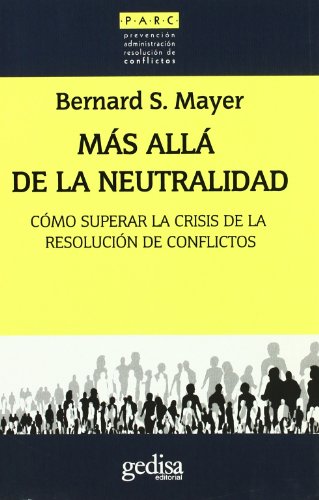 ·P·A·R·C·
prevención
administración
resolución de
conflictos
Bernard S. Mayer
MÁS ALLÁ
DE LA NEUTRALIDAD
CÓMO SUPERAR LA CRISIS DE LA
RESOLUCIÓN DE CONFLICTOS
gedisa
editorial